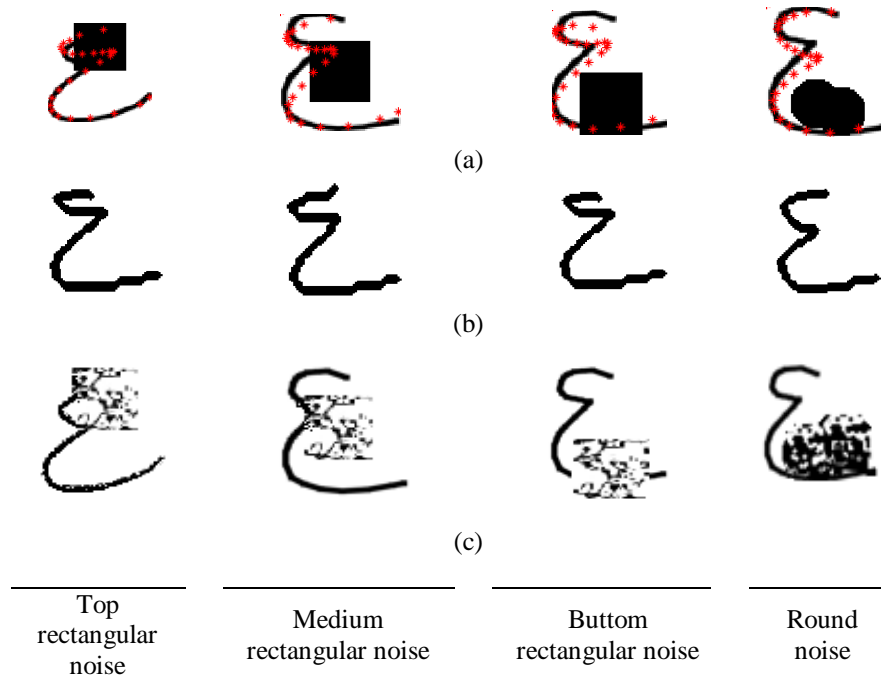 (a)
(b)
(c)
Top
rectangular
noise
Medium
rectangular noise
Buttom
rectangular noise
Round
noise